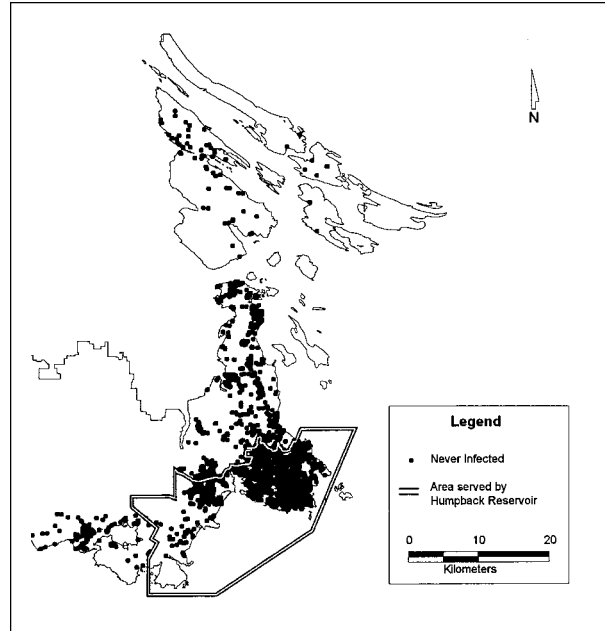 N
Legend
Never Infected
Area served by
Humpback Reservoir
0 10 20
Kilometers